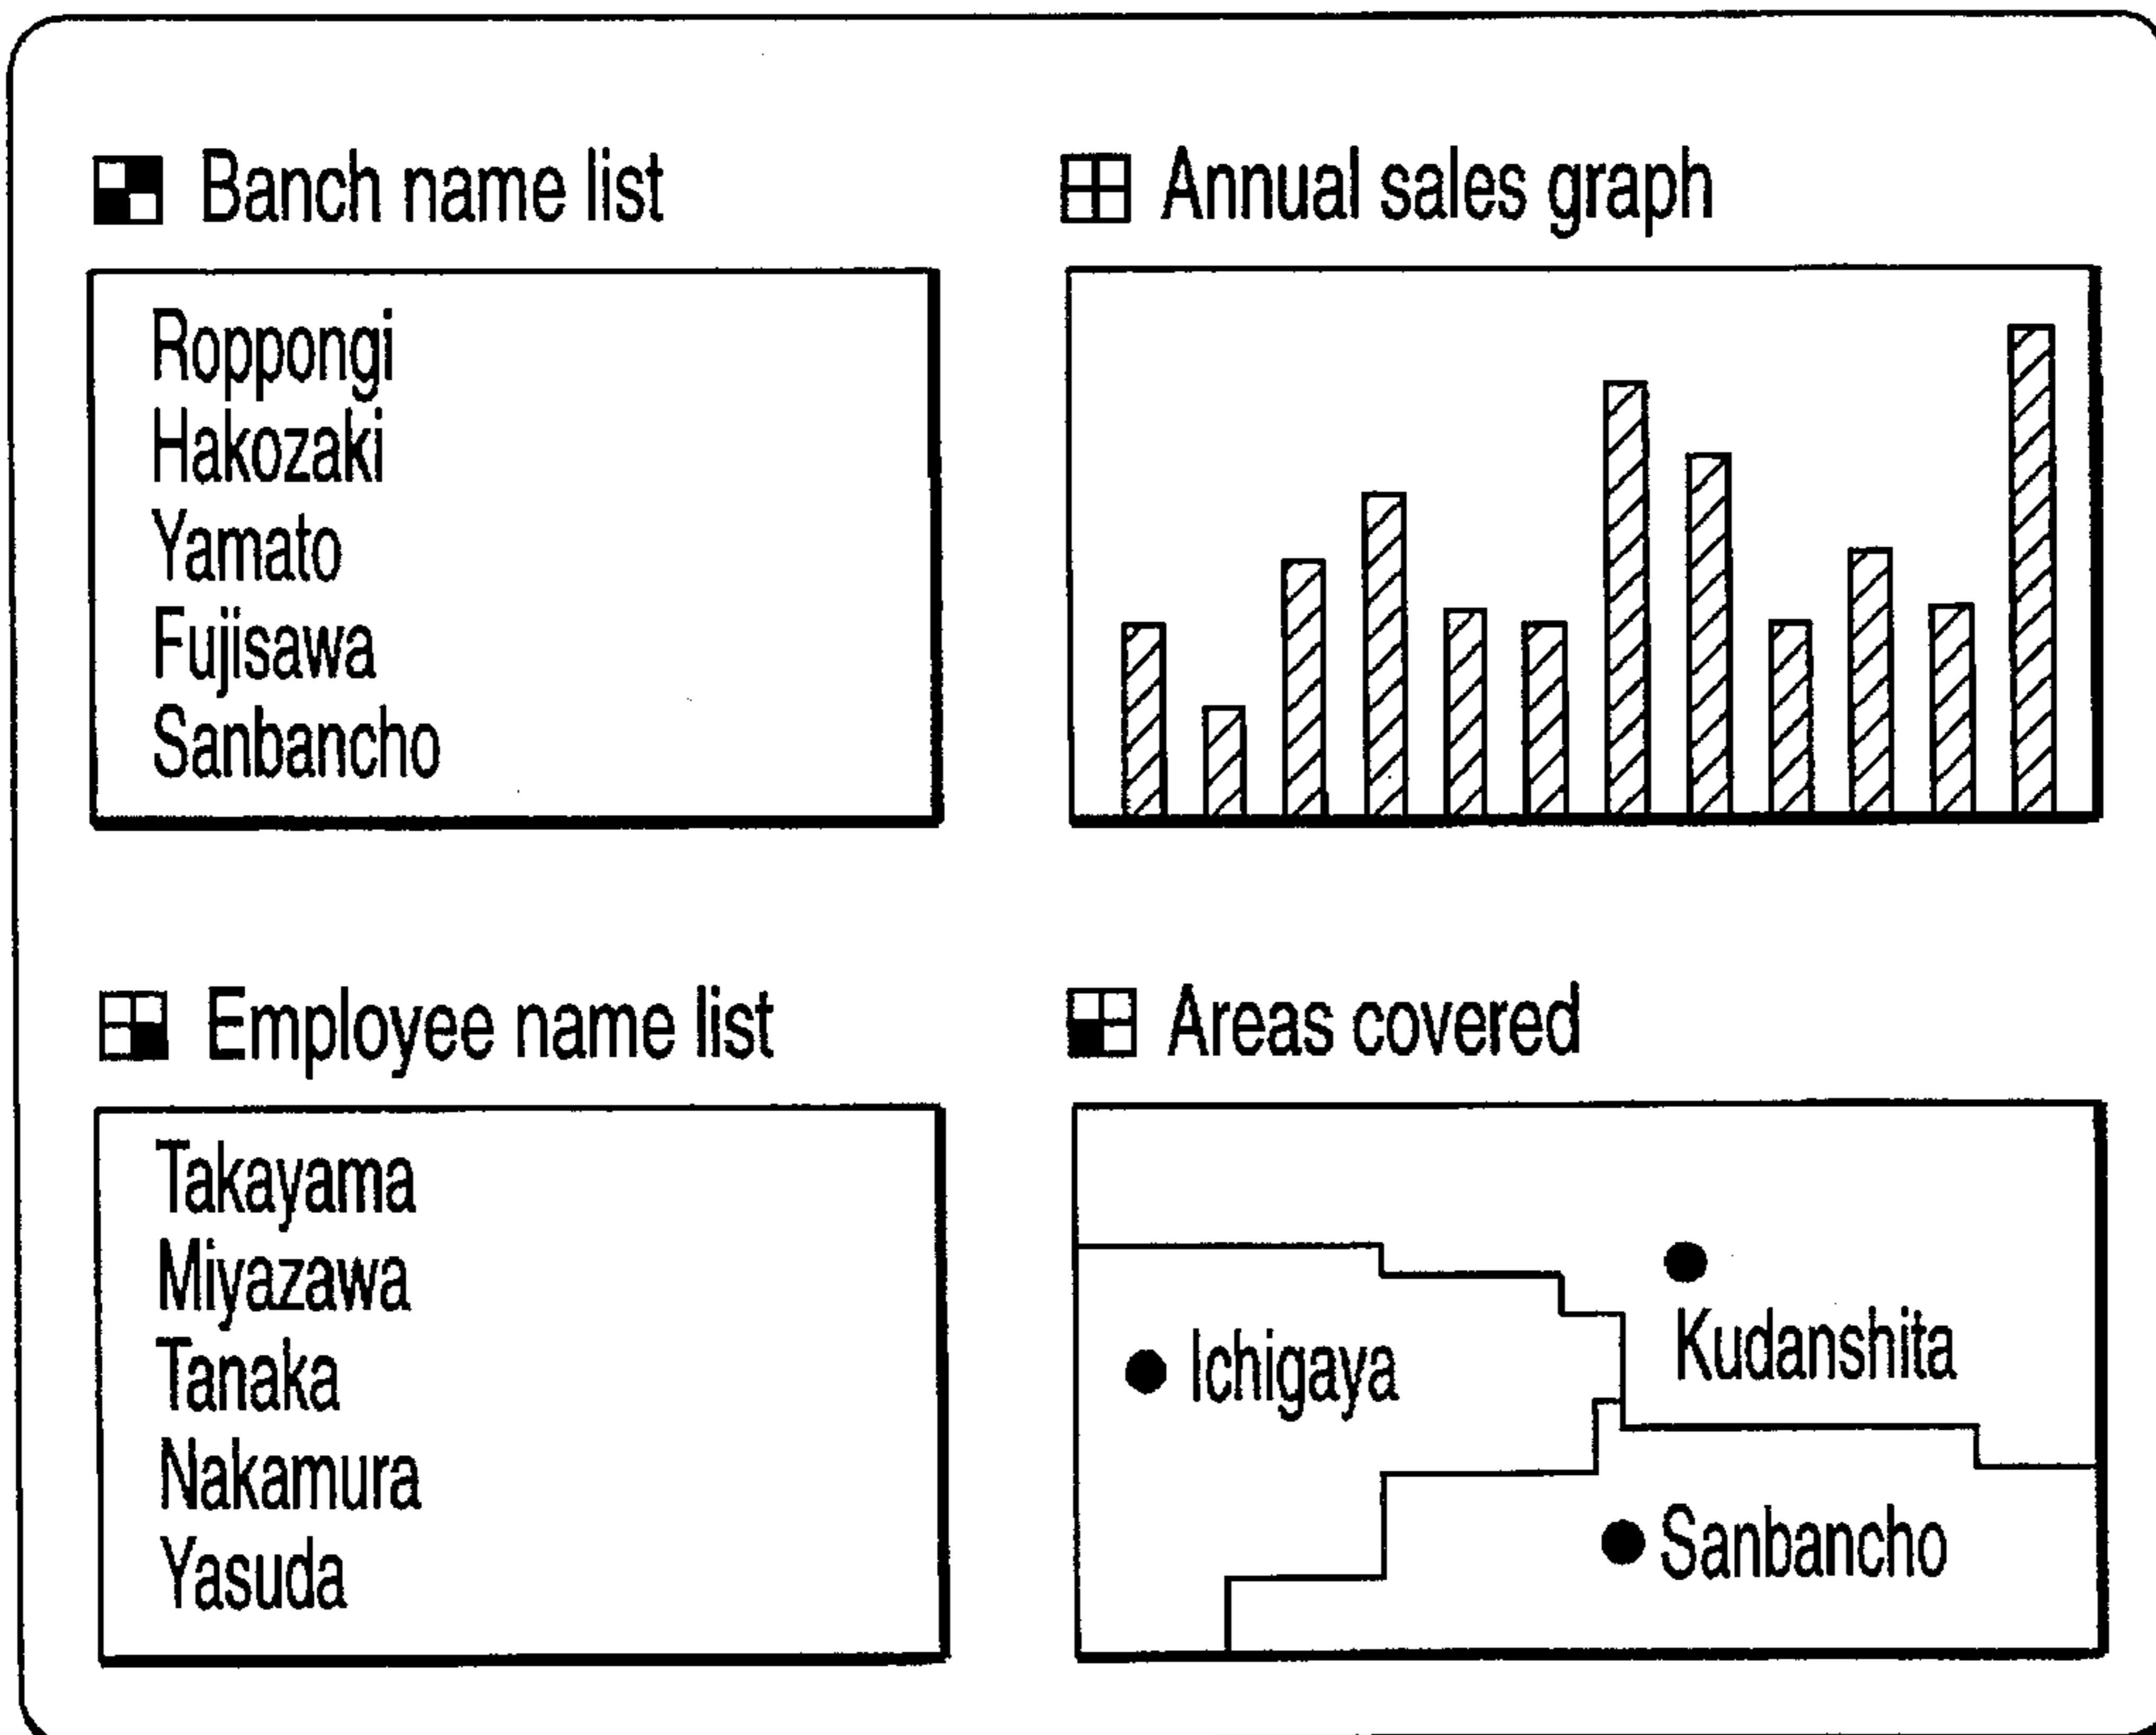 Banch name list
Roppongi
Hakozaki
Yamato
Fujisawa
Sanbancho
Annual sales graph
Employee name list
Takayama
Miyazawa
Tanaka
Nakamura
Yasuda
Areas covered
Kudanshita
Ichigaya
Sanbancho